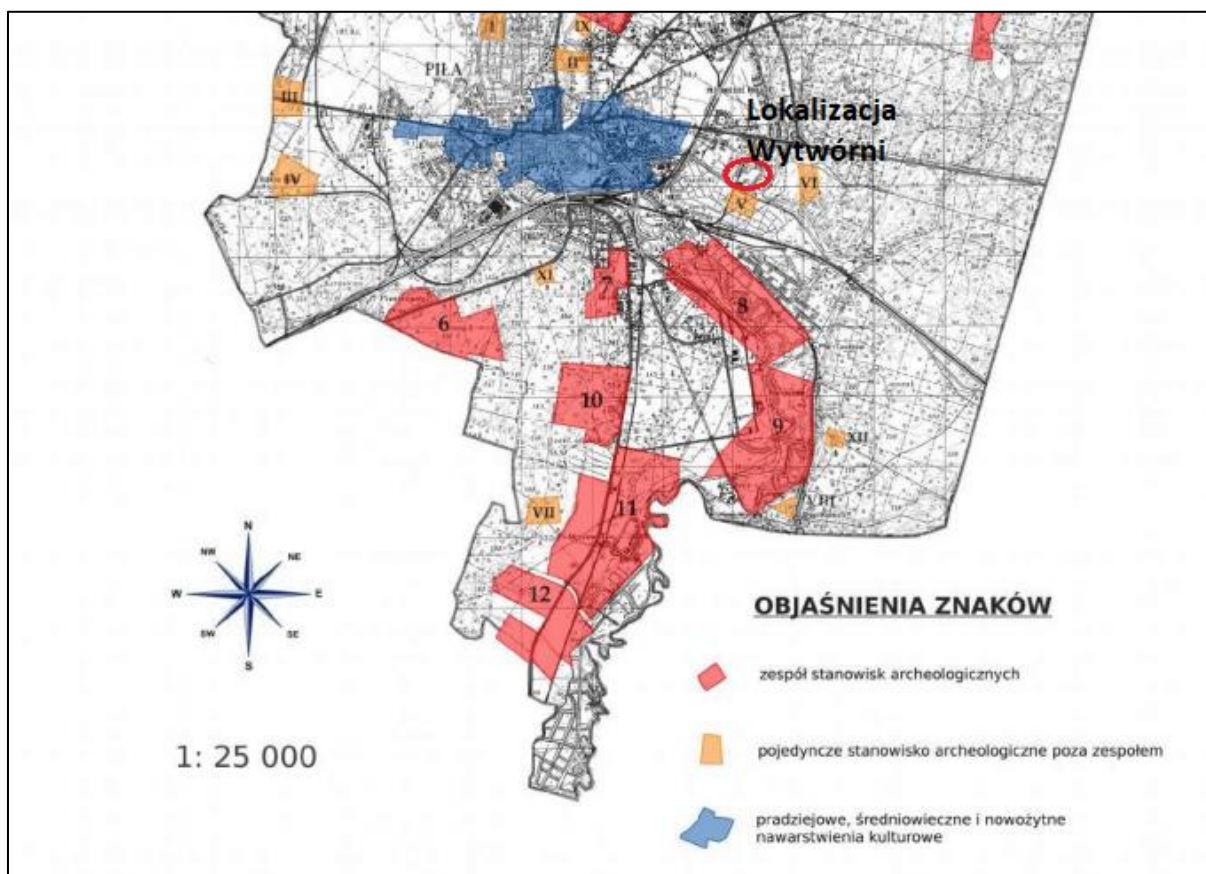 I
IX
II
PIŁA
III
Lokalizacja
Wytwórni
IV
VI
V
XI
7
8
6
10
9
XII
VII
11
VIII
12
N
NW
NE
W
E
SW
SE
S
1: 25 000
OBJAŚNIENIA ZNAKÓW
zespół stanowisk archeologicznych
pojedyncze stanowisko archeologiczne poza zespołem
pradziejowe, średniowieczne i nowożytne
nawarstwienia kulturowe